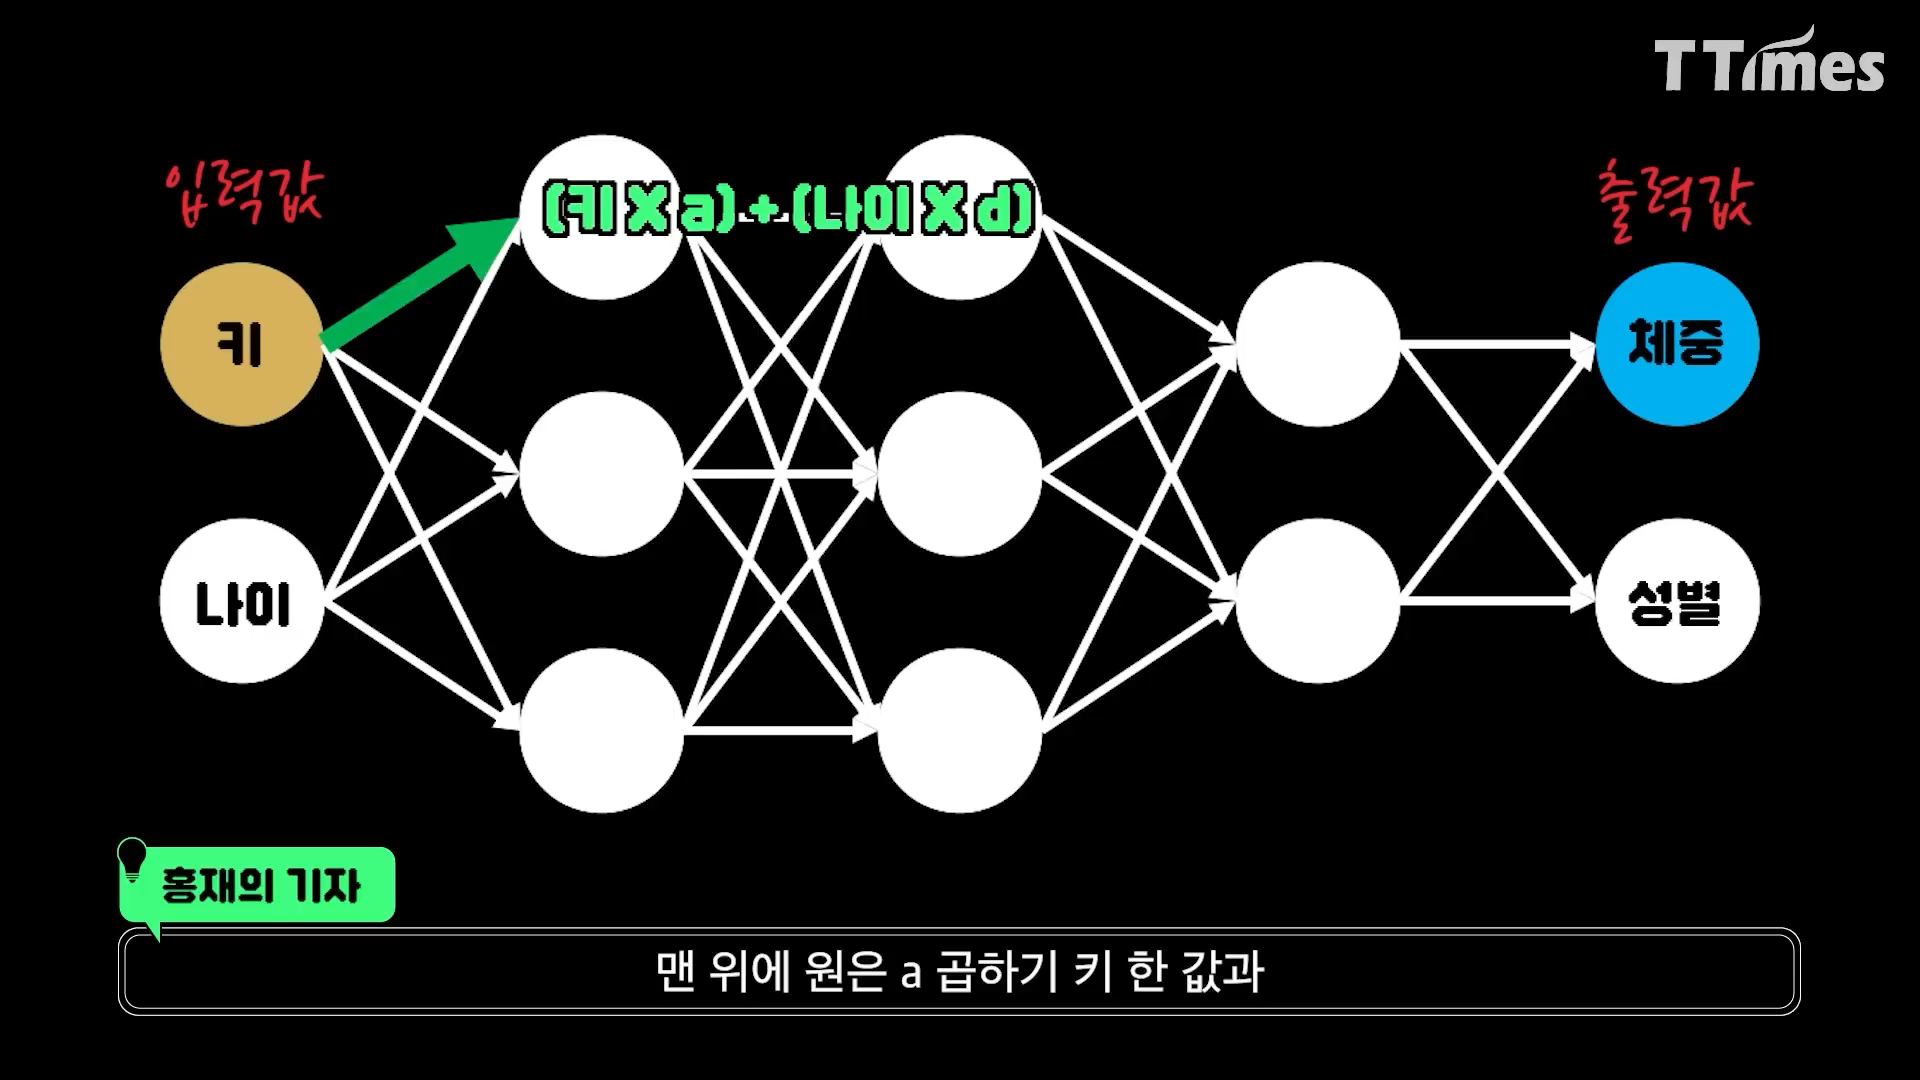 TTimes
입력값
출력값
(키 X a) + (나이 X d)
키
체중
나이
성별
홍재의 기자
맨 위에 원은 a 곱하기 키 한 값과